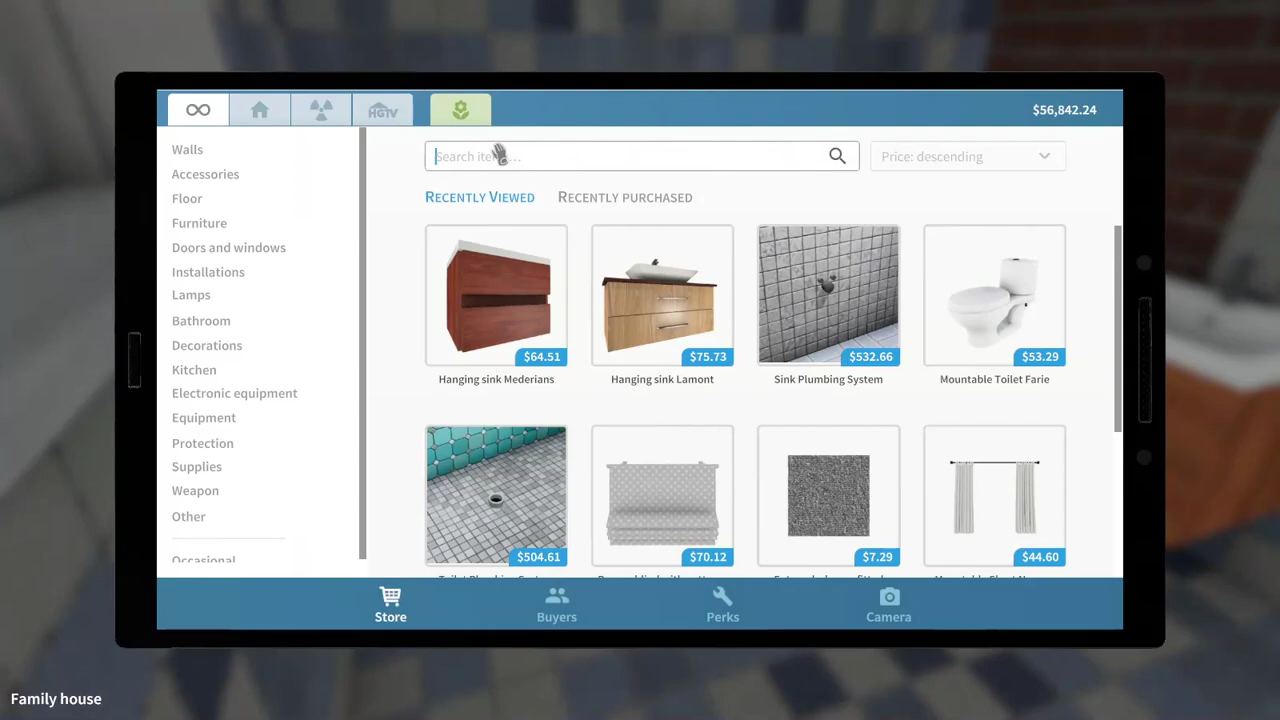 HGTV
$56,842.24
Walls
Accessories
Floor
Furniture
Doors and windows
Installations
Lamps
Bathroom
Decorations
Kitchen
Electronic equipment
Equipment
Protection
Supplies
Weapon
Other
Occasional
Search
Price: descending
RECENTLY VIEWED
RECENTLY PURCHASED
$64.51
$75.73
$532.66
$53.29
Hanging sink Mederians
Hanging sink Lamont
Sink Plumbing System
Mountable Toilet Farie
$504.61
$70.12
$7.29
$44.60
Store
Buyers
Perks
Camera
Family house